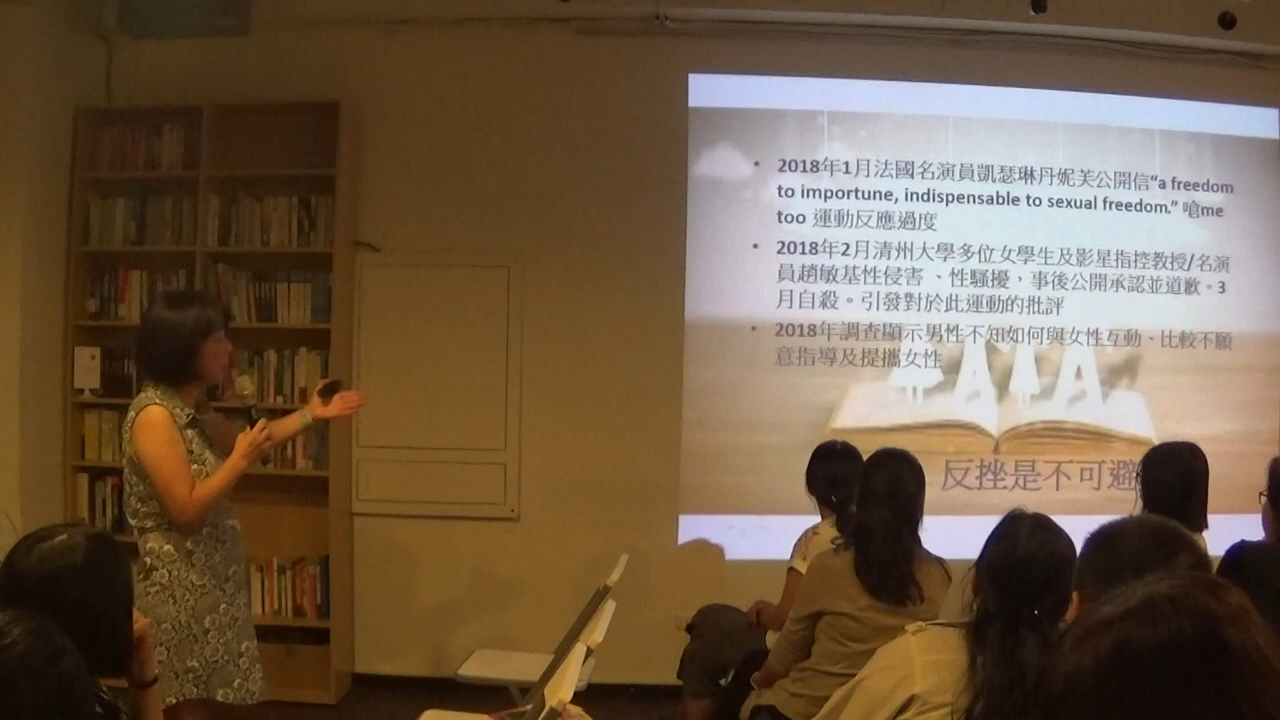 • 2018年1月法國名演員凱瑟琳丹妮芙公開信“a freedom
to importune, indispensable to sexual freedom.” 嗆me
too 運動反應過度
• 2018年2月清州大學多位女學生及影星指控教授/名演
員趙敏基性侵害 、性騷擾，事後公開承認並道歉。3
月自殺。引發對於此運動的批評
• 2018年調查顯示男性不知如何與女性互動、比較不願
意指導及提攜女性
反挫是不可避